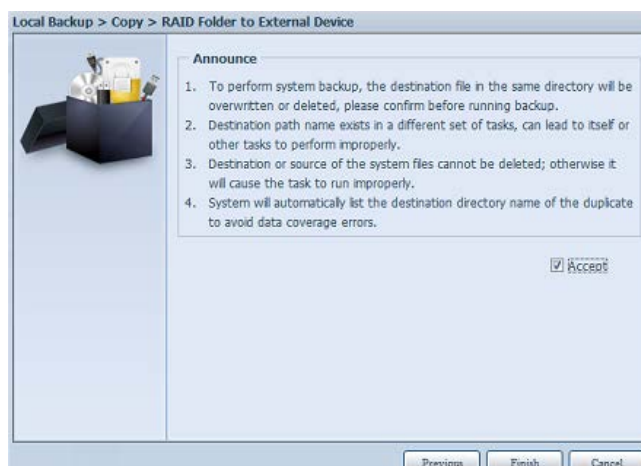 Local Backup > Copy > RAID Folder to External Device
Announce
1. To perform system backup, the destination file in the same directory will be
overwritten or deleted, please confirm before running backup.
2. Destination path name exists in a different set of tasks, can lead to itself or
other tasks to perform improperly.
3. Destination or source of the system files cannot be deleted; otherwise it
will cause the task to run improperly.
4. System will automatically list the destination directory name of the duplicate
to avoid data coverage errors.
Accept
Previous Finish Cancel